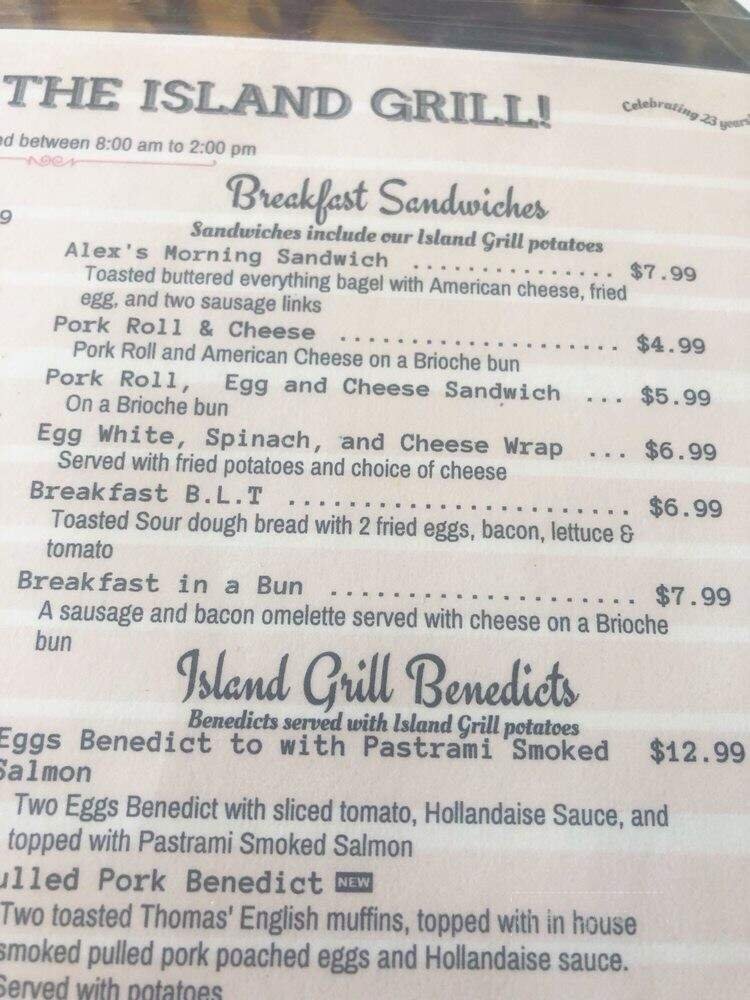 THE ISLAND GRILL!
Celebrating 23 years
between 8:00 am to 2:00 pm
9
Breakfast Sandwiches
Sandwiches include our Island Grill potatoes
Alex's Morning Sandwich ................ $7.99
Toasted buttered everything bagel with American cheese, fried
egg, and two sausage links
Pork Roll & Cheese ................... $4.99
Pork Roll and American Cheese on a Brioche bun
Pork Roll, Egg and Cheese Sandwich ... $5.99
On a Brioche bun
Egg White, Spinach, and Cheese Wrap ... $6.99
Served with fried potatoes and choice of cheese
Breakfast B.L.T ....................... $6.99
Toasted Sour dough bread with 2 fried eggs, bacon, lettuce &
tomato
Breakfast in a Bun ..................... $7.99
A sausage and bacon omelette served with cheese on a Brioche
bun
Island Grill Benedicts
Benedicts served with Island Grill potatoes
Eggs Benedict to with Pastrami Smoked $12.99
Salmon
Two Eggs Benedict with sliced tomato, Hollandaise Sauce, and
topped with Pastrami Smoked Salmon
ulled Pork Benedict NEW
Two toasted Thomas' English muffins, topped with in house
smoked pulled pork poached eggs and Hollandaise sauce.
Served with potatoes